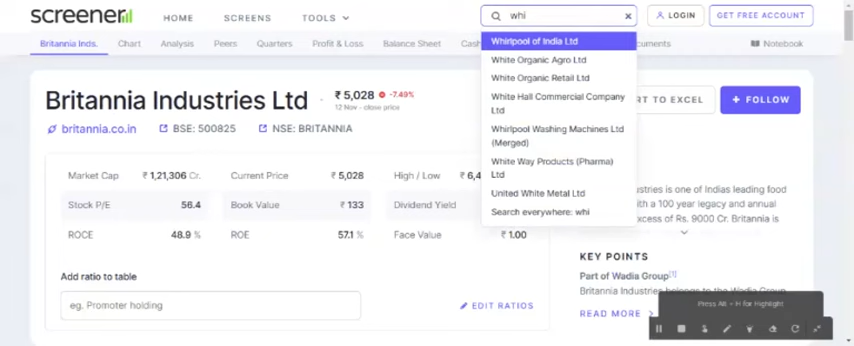 screener
HOME
SCREENS
TOOLS
whi
LOGIN
GET FREE ACCOUNT
Britannia Inds.
Chart
Analysis
Peers
Quarters
Profit & Loss
Balance Sheet
Cas
uments
Notebook
Whirlpool of India Ltd
White Organic Agro Ltd
White Organic Retail Ltd
White Hall Commercial Company
Ltd
Whirlpool Washing Machines Ltd
(Merged)
White Way Products (Pharma)
Ltd
United White Metal Ltd
Search everywhere: whi
Britannia Industries Ltd
₹ 5,028 -7.49%
12 Nov - close price
RT TO EXCEL
+ FOLLOW
britannia.co.in
BSE: 500825
NSE: BRITANNIA
Market Cap ₹ 1,21,306 Cr.
Current Price ₹ 5,028
High / Low ₹ 6,4
Stock P/E 56.4
Book Value ₹ 133
Dividend Yield
ROCE 48.9 %
ROE 57.1 %
Face Value ₹ 1.00
ustries is one of Indias leading food
with a 100 year legacy and annual
excess of Rs. 9000 Cr. Britannia is
KEY POINTS
Part of Wadia Group[1]
Britannia Industries belongs to the Wadia Group
READ MORE
Add ratio to table
eg. Promoter holding
EDIT RATIOS
Press Alt + H for Highlight